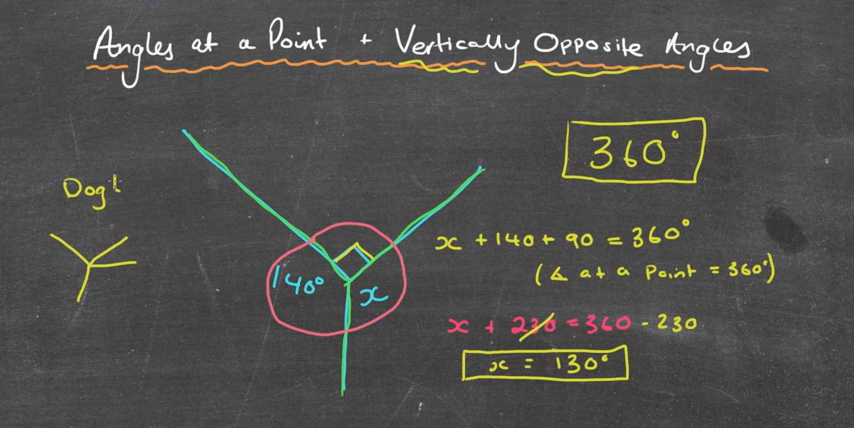 Angles at a Point + Vertically Opposite Angles
360°
Dog
140°
x
x + 140 + 90 = 360°
(∡ at a Point = 360°)
x + 230 = 360 - 230
x = 130°